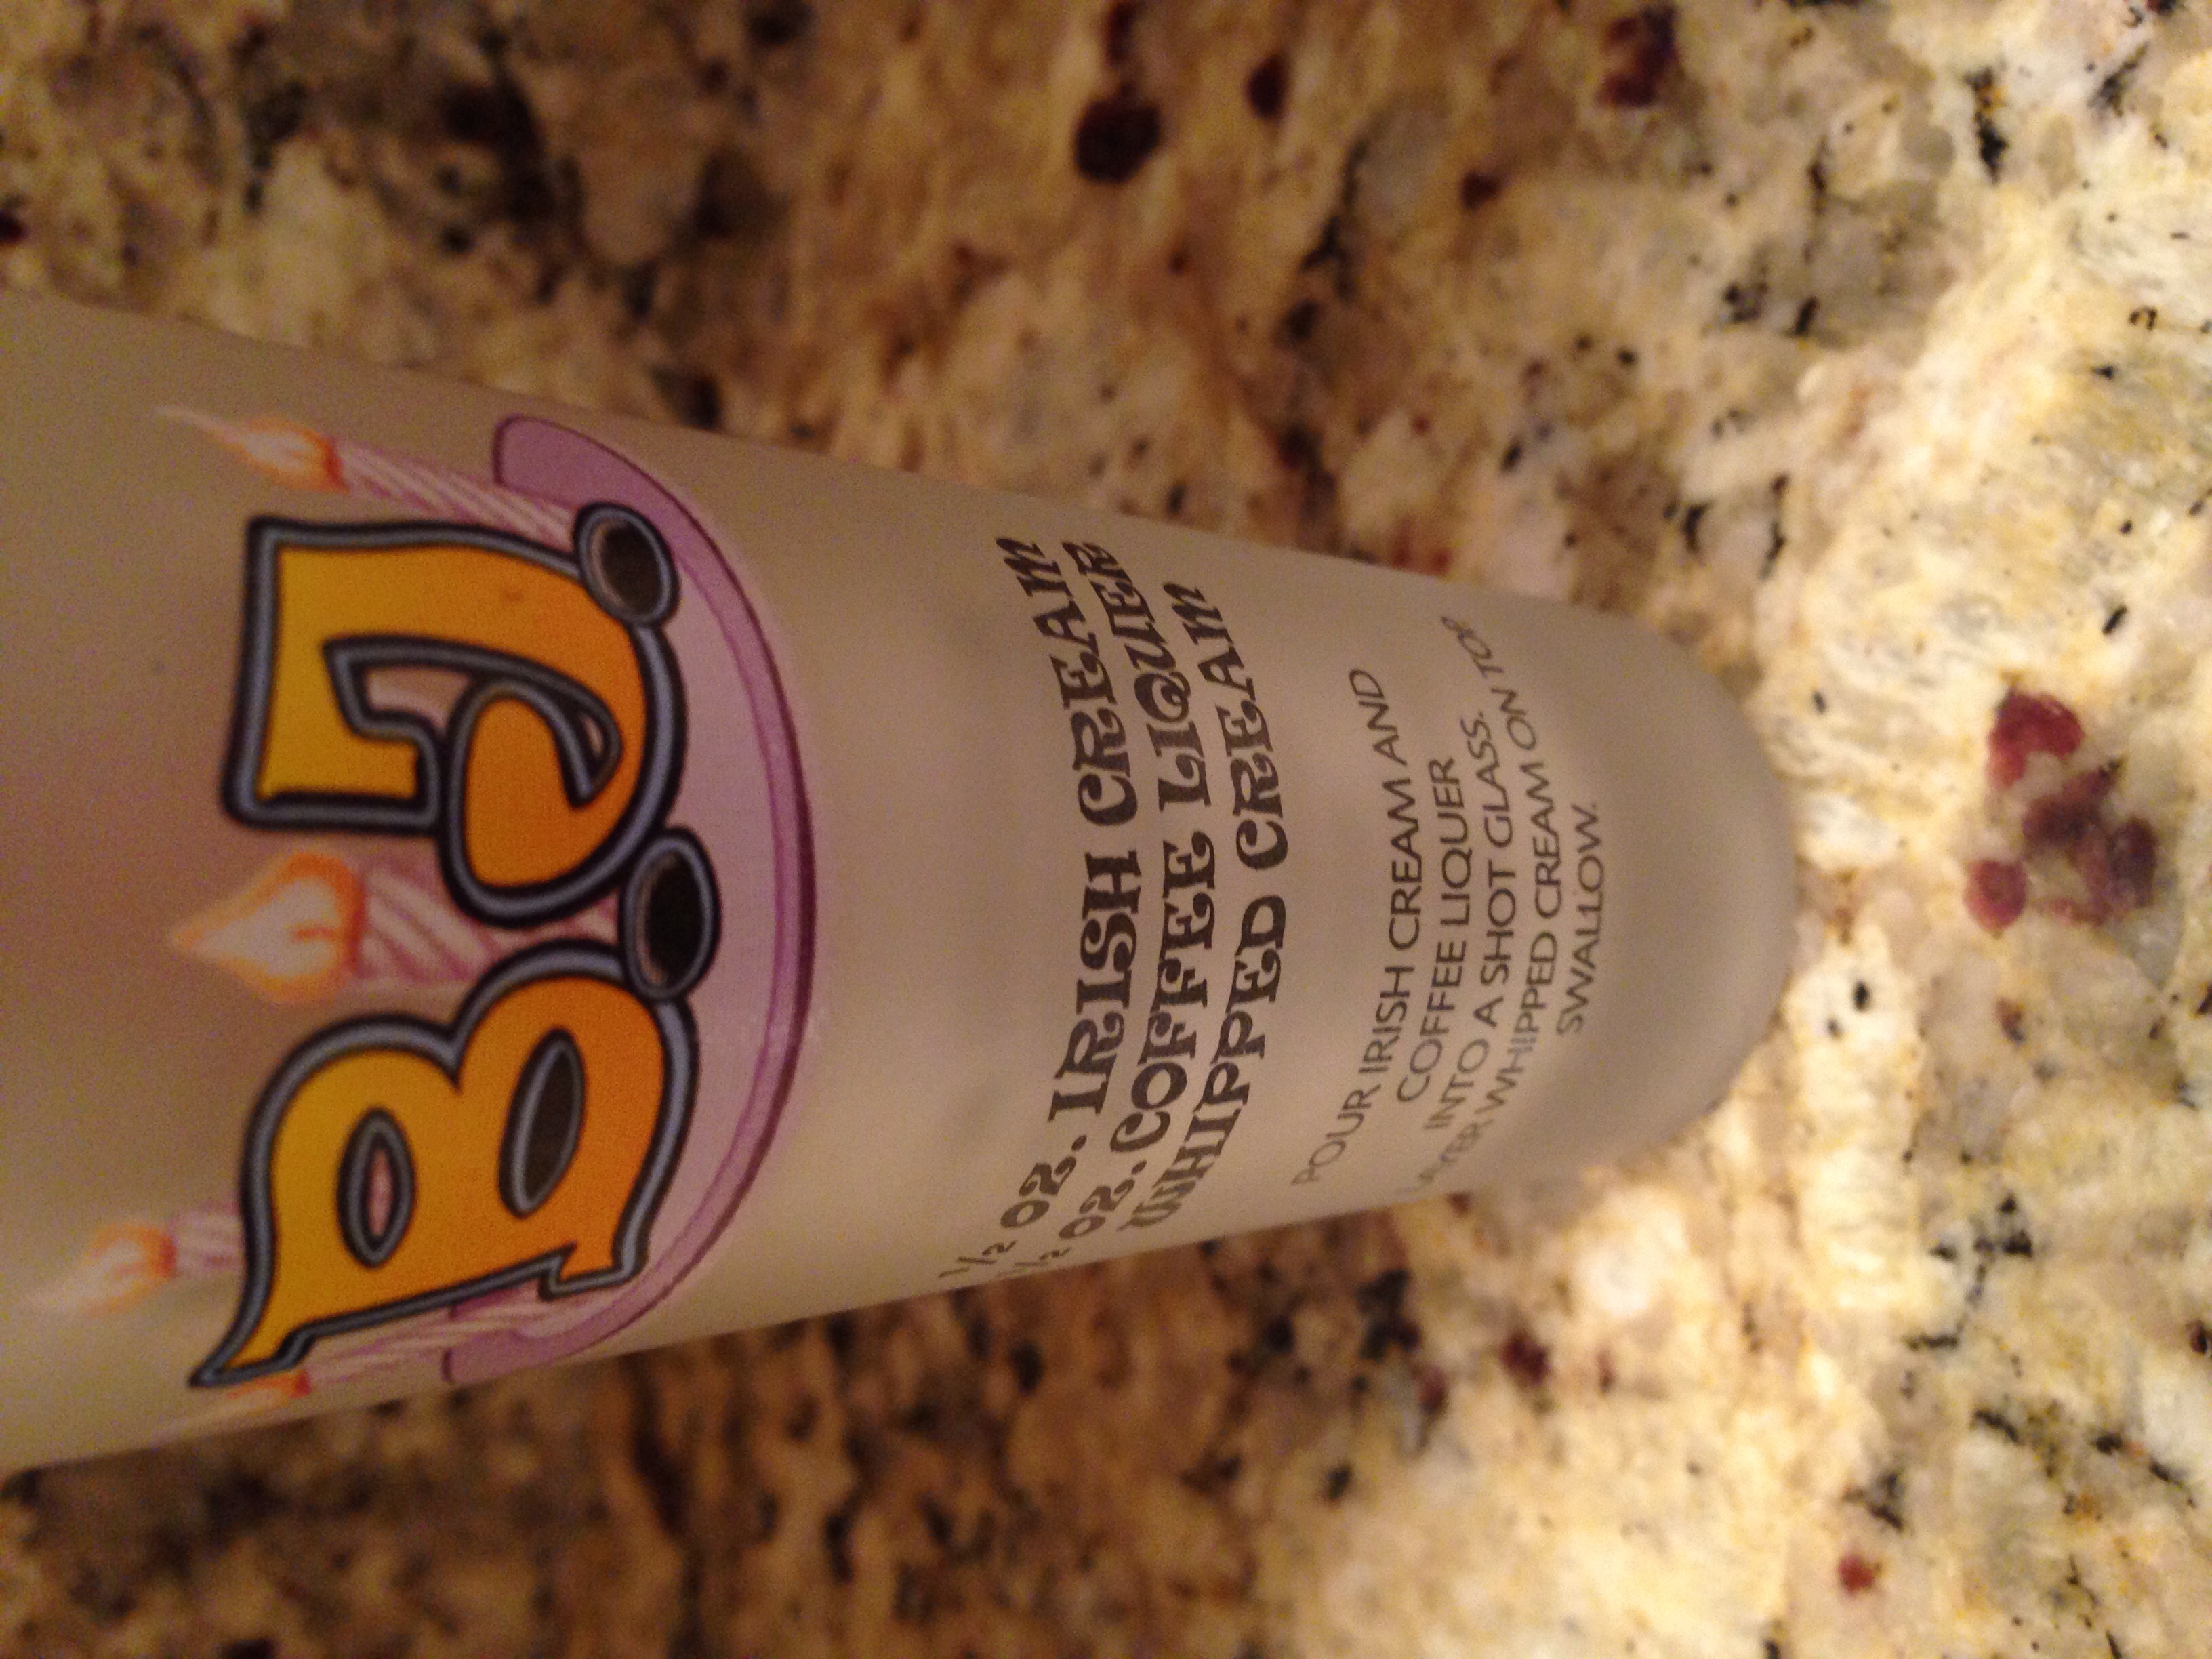 B.J.
1/2 OZ. IRISH CREAM
1/2 OZ. COFFEE LIQUER
WHIPPED CREAM
POUR IRISH CREAM AND
COFFEE LIQUER
INTO A SHOT GLASS.
LAYER WHIPPED CREAM ON TOP
SWALLOW.